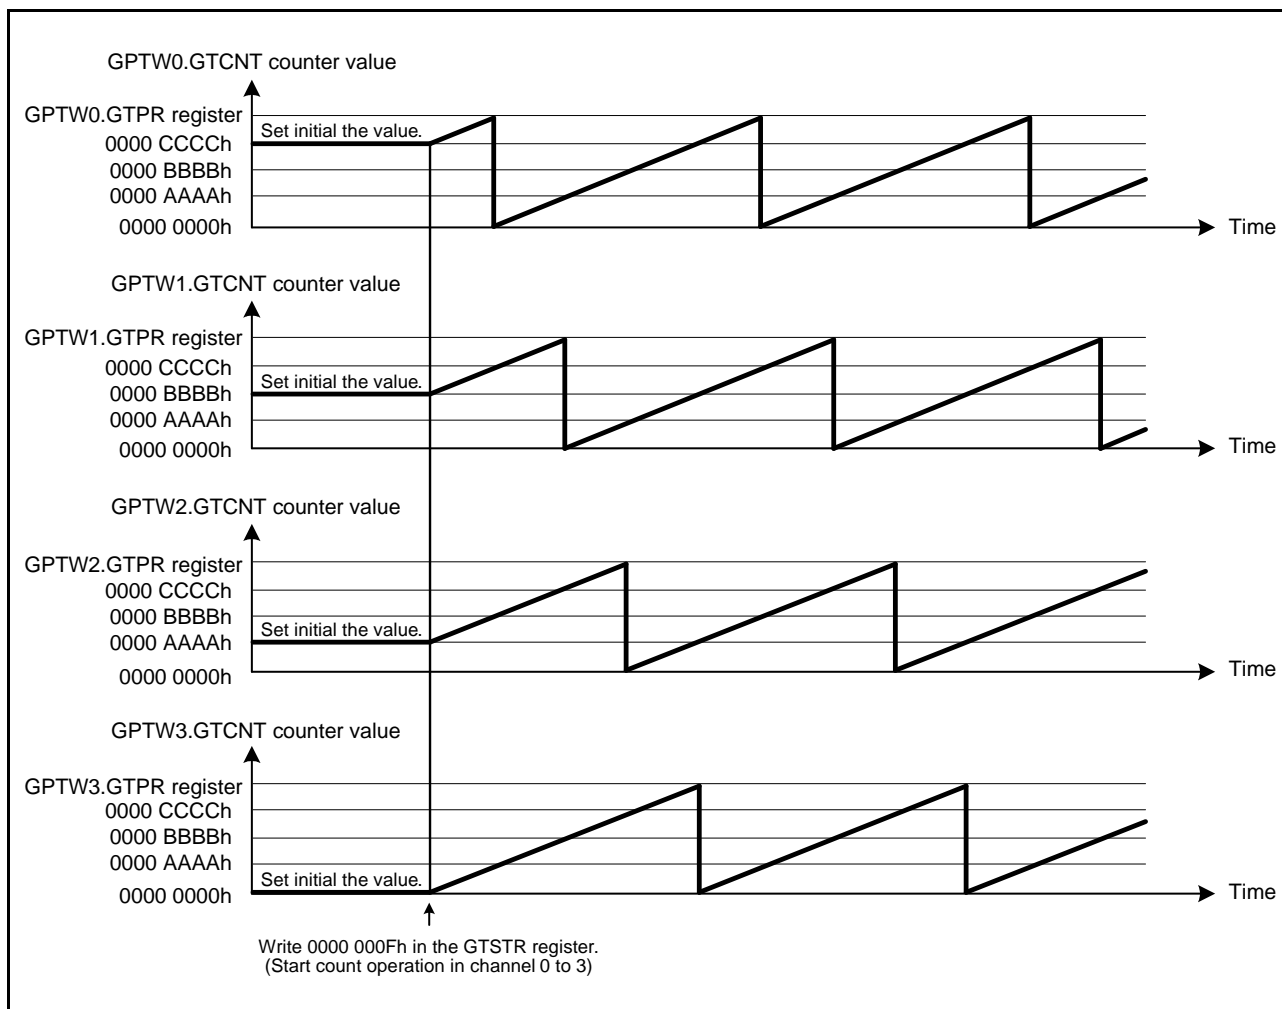 GPTW0.GTCNT counter value
GPTW0.GTPR register
Set initial the value.
0000 CCCCh
0000 BBBBh
0000 AAAAh
0000 0000h
Time
GPTW1.GTCNT counter value
GPTW1.GTPR register
0000 CCCCh
Set initial the value.
0000 BBBBh
0000 AAAAh
0000 0000h
Time
GPTW2.GTCNT counter value
GPTW2.GTPR register
0000 CCCCh
0000 BBBBh
Set initial the value.
0000 AAAAh
0000 0000h
Time
GPTW3.GTCNT counter value
GPTW3.GTPR register
0000 CCCCh
0000 BBBBh
0000 AAAAh
Set initial the value.
0000 0000h
Time
Write 0000 000Fh in the GTSTR register.
(Start count operation in channel 0 to 3)